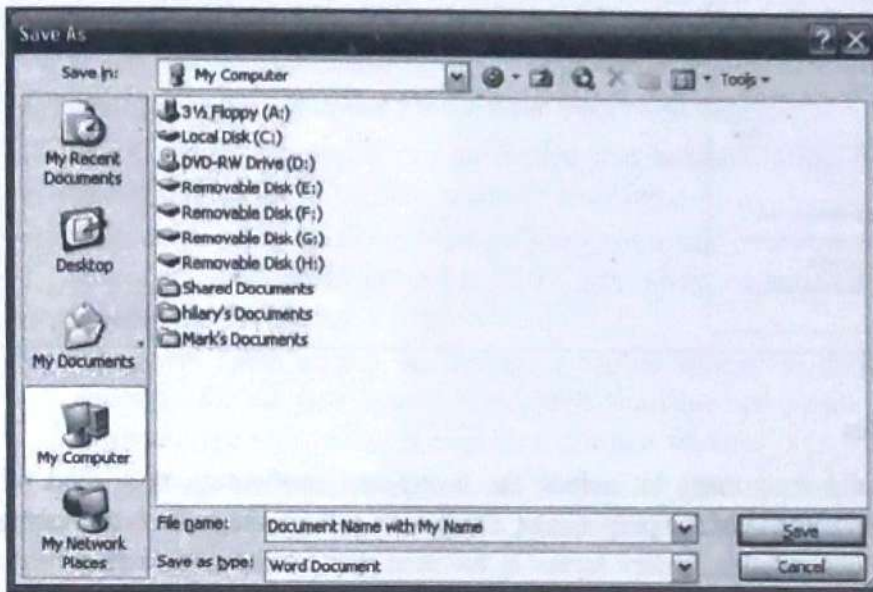 Save As
Save in: My Computer Tools
3½ Floppy (A:)
Local Disk (C:)
DVD-RW Drive (D:)
Removable Disk (E:)
Removable Disk (F:)
Removable Disk (G:)
Removable Disk (H:)
Shared Documents
hilary's Documents
Mark's Documents
My Recent
Documents
Desktop
My Documents
My Computer
My Network
Places
File name: Document Name with My Name Save
Save as type: Word Document Cancel